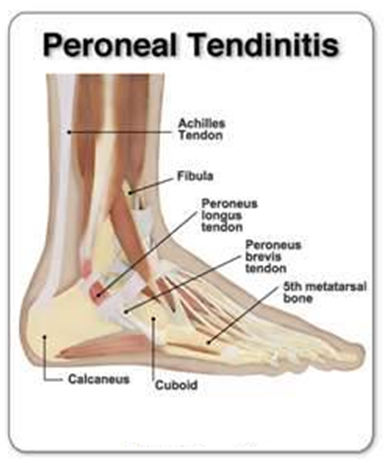 Peroneal Tendinitis
Achilles
Tendon
Fibula
Peroneus
longus
tendon
Peroneus
brevis
tendon
5th metatarsal
bone
Calcaneus
Cuboid